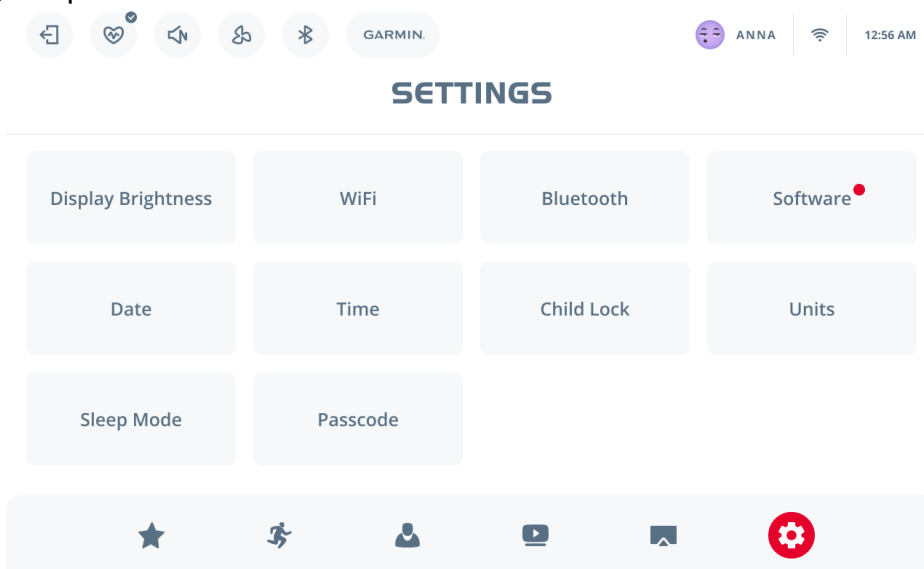 GARMIN.
ANNA
12:56 AM
SETTINGS
Display Brightness
WiFi
Bluetooth
Software
Date
Time
Child Lock
Units
Sleep Mode
Passcode